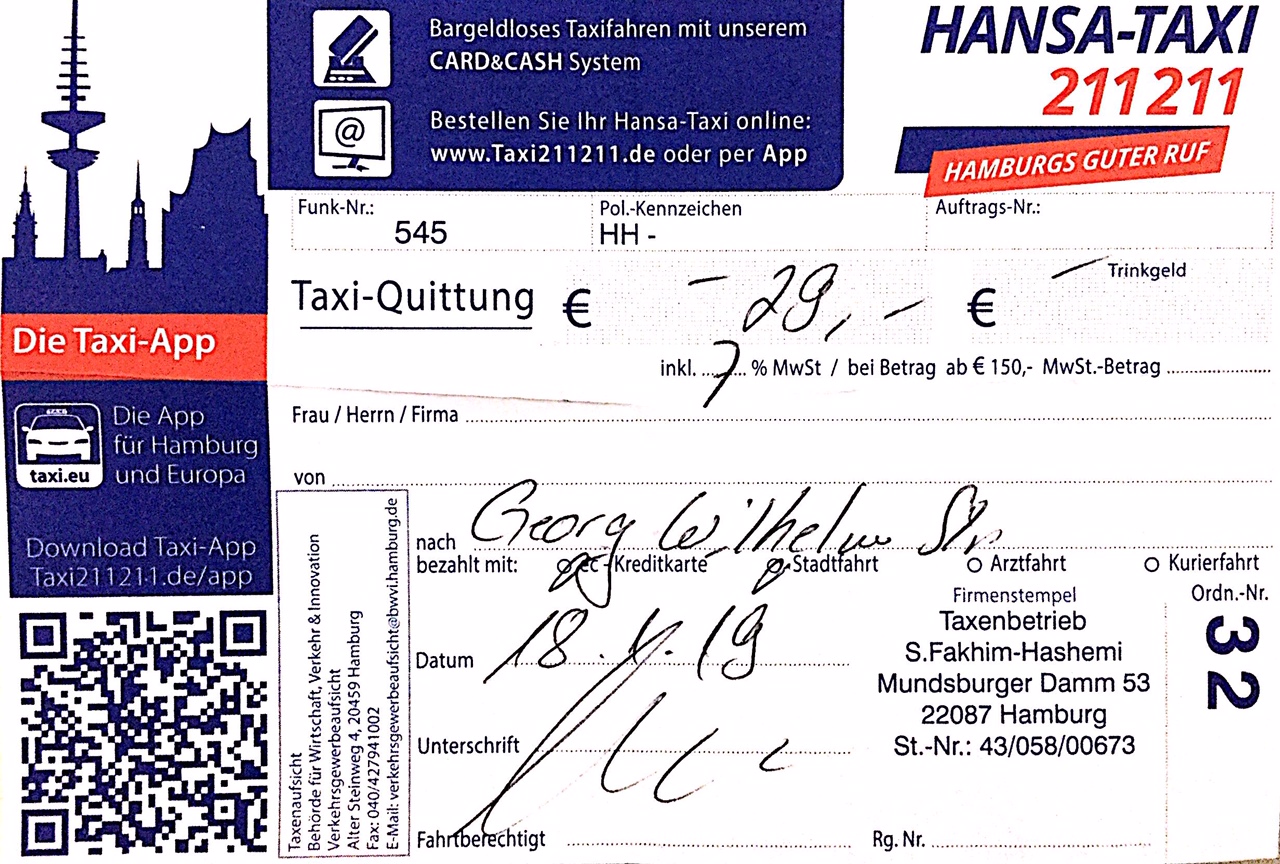 Bargeldloses Taxifahren mit unserem
CARD&CASH System
@
Bestellen Sie Ihr Hansa-Taxi online:
www.Taxi211211.de oder per App
HANSA-TAXI
211211
HAMBURGS GUTER RUF
Die Taxi-App
taxi.eu
Die App
für Hamburg
und Europa
Download Taxi-App
Taxi211211.de/app
Funk-Nr.: 545
Pol.-Kennzeichen
HH -
Auftrags-Nr.:
Taxi-Quittung € - 29,- € — Trinkgeld
inkl. 7 % MwSt / bei Betrag ab € 150,- MwSt.-Betrag
Frau / Herrn / Firma
von
nach Georg Wilhelm Str
bezahlt mit: ec - Kreditkarte Stadtfahrt Arztfahrt Kurierfahrt
Datum
Unterschrift
Fahrtberechtigt
Firmenstempel
Taxenbetrieb
S.Fakhim-Hashemi
Mundsburger Damm 53
22087 Hamburg
St.-Nr.: 43/058/00673
Rg. Nr.
Ordn.-Nr.
32
Taxenaufsicht
Behörde für Wirtschaft, Verkehr & Innovation
Verkehrsgewerbeaufsicht
Alter Steinweg 4, 20459 Hamburg
Fax: 040/427941002
E-Mail: verkehrsgewerbeaufsicht@bwvi.hamburg.de